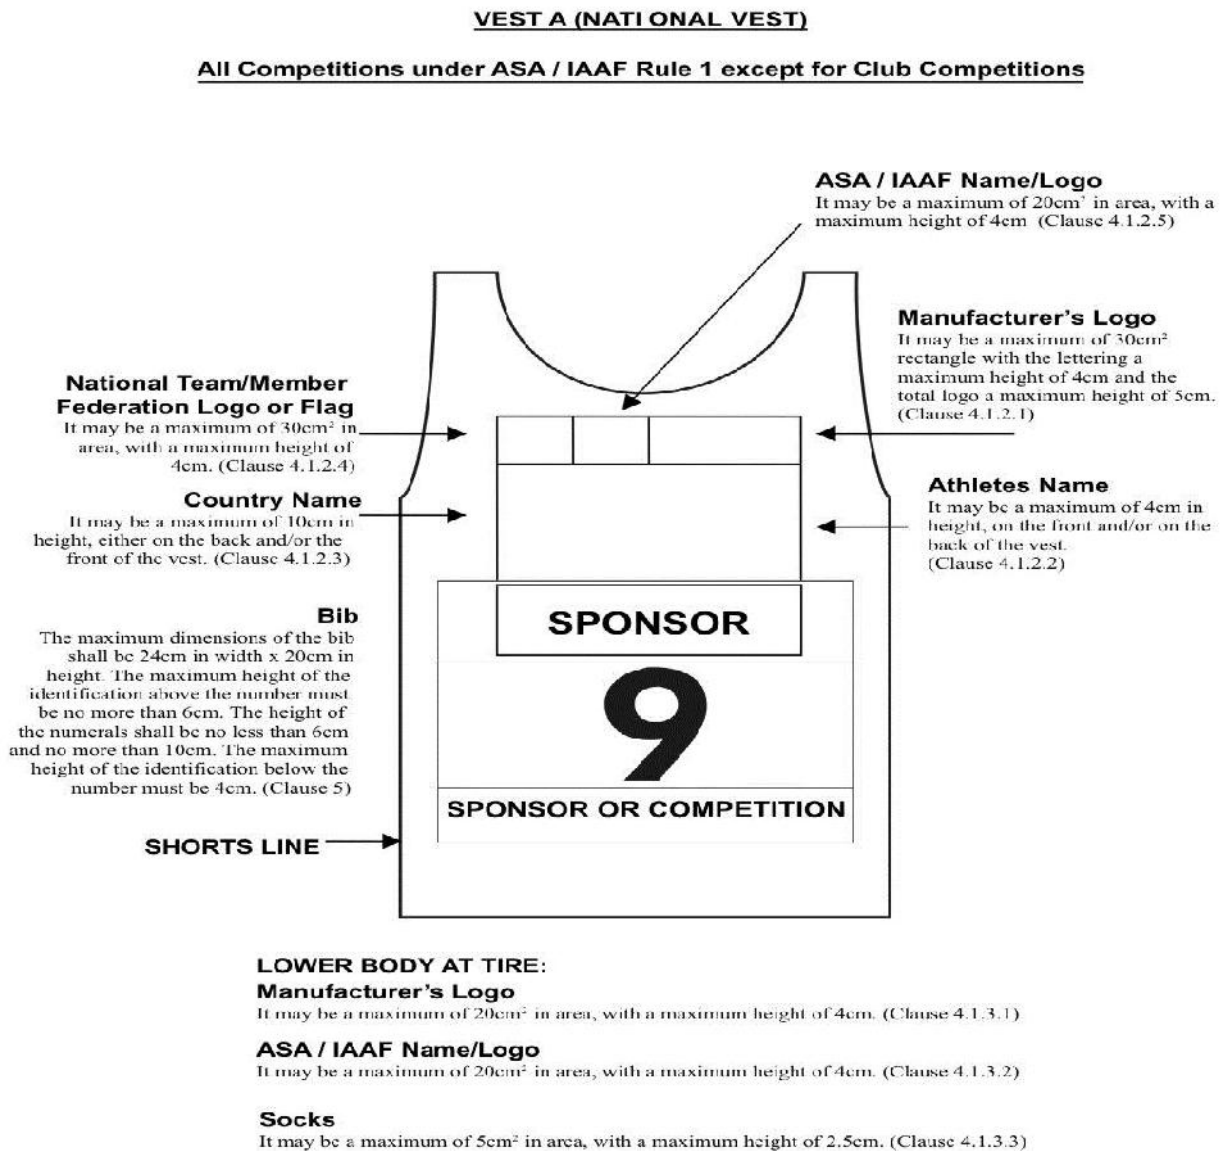 VEST A (NATIONAL VEST)
All Competitions under ASA / IAAF Rule 1 except for Club Competitions
ASA / IAAF Name/Logo
It may be a maximum of 20cm² in area, with a
maximum height of 4cm (Clause 4.1.2.5)
Manufacturer's Logo
It may be a maximum of 30cm²
rectangle with the lettering a
maximum height of 4cm and the
total logo a maximum height of 5cm.
(Clause 4.1.2.1)
National Team/Member
Federation Logo or Flag
It may be a maximum of 30cm² in
area, with a maximum height of
4cm. (Clause 4.1.2.4)
Country Name
It may be a maximum of 10cm in
height, either on the back and/or the
front of the vest. (Clause 4.1.2.3)
Athletes Name
It may be a maximum of 4cm in
height, on the front and/or on the
back of the vest.
(Clause 4.1.2.2)
Bib
The maximum dimensions of the bib
shall be 24cm in width x 20cm in
height. The maximum height of the
identification above the number must
be no more than 6cm. The height of
the numerals shall be no less than 6cm
and no more than 10cm. The maximum
height of the identification below the
number must be 4cm. (Clause 5)
SPONSOR
9
SPONSOR OR COMPETITION
SHORTS LINE
LOWER BODY AT TIRE:
Manufacturer's Logo
It may be a maximum of 20cm² in area, with a maximum height of 4cm. (Clause 4.1.3.1)
ASA / IAAF Name/Logo
It may be a maximum of 20cm² in area, with a maximum height of 4cm. (Clause 4.1.3.2)
Socks
It may be a maximum of 5cm² in area, with a maximum height of 2.5cm. (Clause 4.1.3.3)